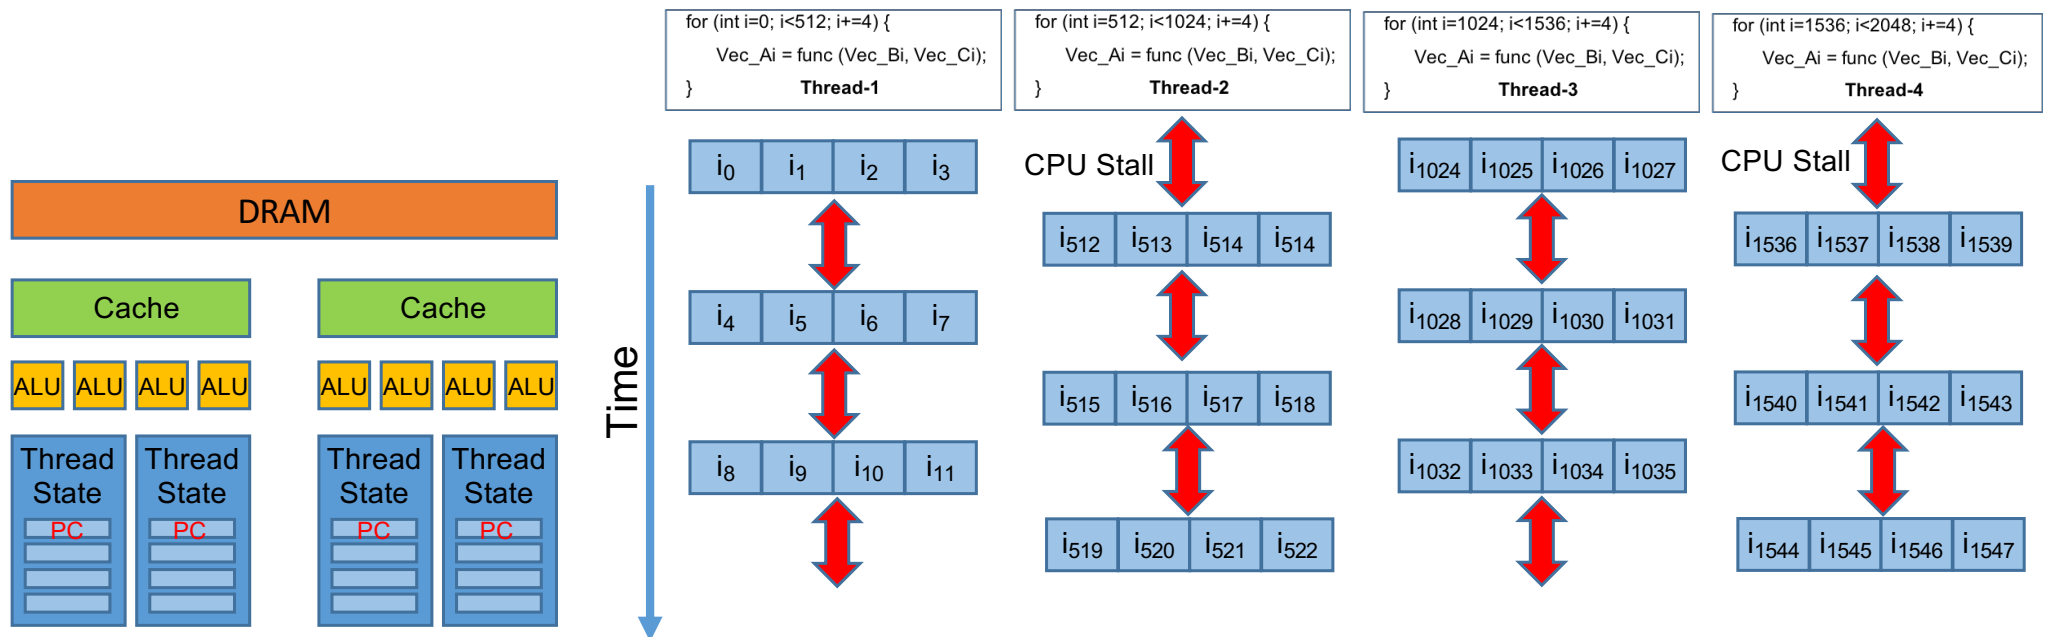 for (int i=0; i<512; i+=4) {
Vec_Ai = func (Vec_Bi, Vec_Ci);
} Thread-1
for (int i=512; i<1024; i+=4) {
Vec_Ai = func (Vec_Bi, Vec_Ci);
} Thread-2
for (int i=1024; i<1536; i+=4) {
Vec_Ai = func (Vec_Bi, Vec_Ci);
} Thread-3
for (int i=1536; i<2048; i+=4) {
Vec_Ai = func (Vec_Bi, Vec_Ci);
} Thread-4
DRAM
Cache Cache
ALU ALU ALU ALU ALU ALU ALU ALU
Thread Thread Thread Thread
State State State State
PC PC PC PC
Time
i0 i1 i2 i3
i4 i5 i6 i7
i8 i9 i10 i11
CPU Stall
i512 i513 i514 i514
i515 i516 i517 i518
i519 i520 i521 i522
i1024 i1025 i1026 i1027
i1028 i1029 i1030 i1031
i1032 i1033 i1034 i1035
CPU Stall
i1536 i1537 i1538 i1539
i1540 i1541 i1542 i1543
i1544 i1545 i1546 i1547